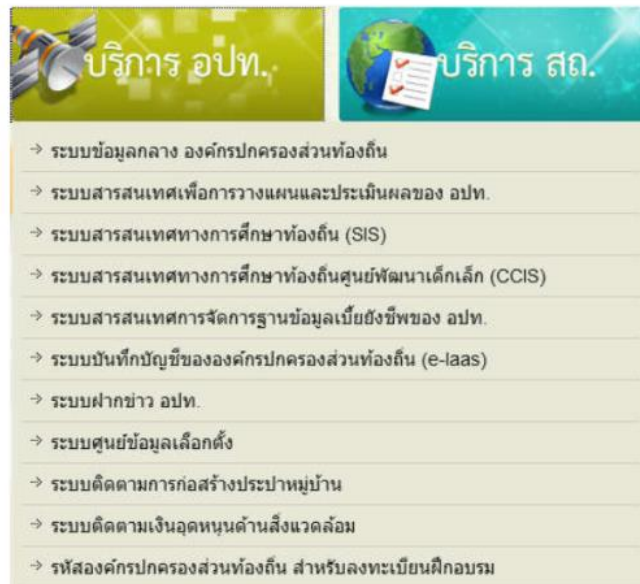 บริการ อปท.
บริการ สถ.
ระบบข้อมูลกลาง องค์กรปกครองส่วนท้องถิ่น
ระบบสารสนเทศเพื่อการวางแผนและประเมินผลของ อปท.
ระบบสารสนเทศทางการศึกษาท้องถิ่น (SIS)
ระบบสารสนเทศทางการศึกษาท้องถิ่นศูนย์พัฒนาเด็กเล็ก (CCIS)
ระบบสารสนเทศการจัดการฐานข้อมูลเบี้ยยังชีพของ อปท.
ระบบบันทึกบัญชีขององค์กรปกครองส่วนท้องถิ่น (e-laas)
ระบบฝากข่าว อปท.
ระบบศูนย์ข้อมูลเลือกตั้ง
ระบบติดตามการก่อสร้างประปาหมู่บ้าน
ระบบติดตามเงินอุดหนุนด้านสิ่งแวดล้อม
รหัสองค์กรปกครองส่วนท้องถิ่น สำหรับลงทะเบียนฝึกอบรม